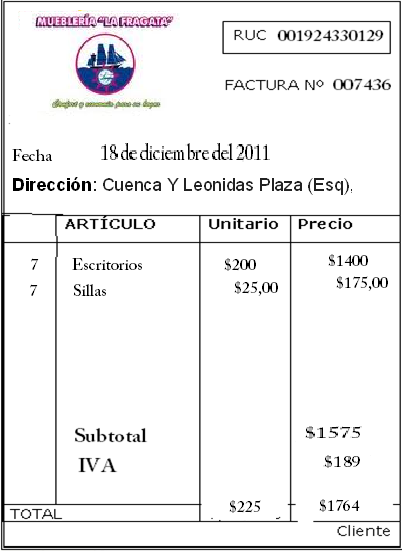 MUEBLERÍA "LA FRAGATA"
RUC 001924330129
FACTURA Nº 007436
Confort y economía para su hogar
Fecha 18 de diciembre del 2011
Dirección: Cuenca Y Leonidas Plaza (Esq),
ARTÍCULO Unitario Precio
7 Escritorios $200 $1400
7 Sillas $25,00 $175,00
Subtotal $1575
IVA $189
TOTAL $225 $1764
Cliente